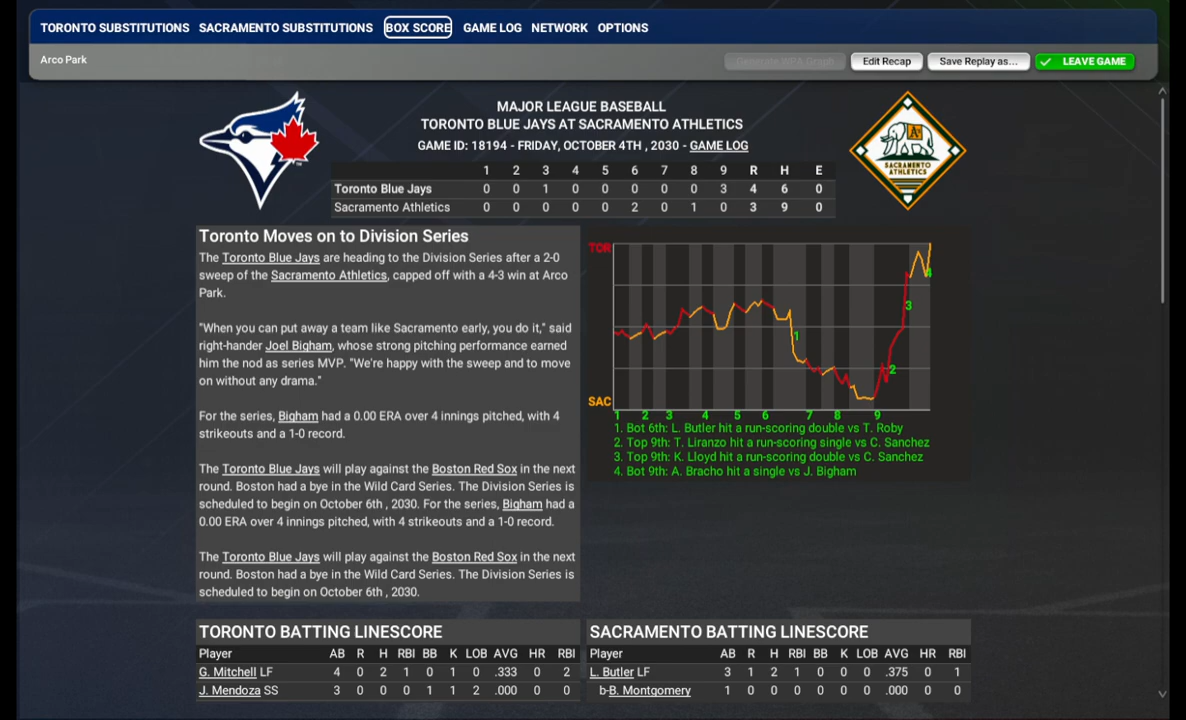 TORONTO SUBSTITUTIONS SACRAMENTO SUBSTITUTIONS BOX SCORE GAME LOG NETWORK OPTIONS
Arco Park Generate WPA Graph Edit Recap Save Replay as... LEAVE GAME
MAJOR LEAGUE BASEBALL
TORONTO BLUE JAYS AT SACRAMENTO ATHLETICS
GAME ID: 18194 - FRIDAY, OCTOBER 4TH , 2030 - GAME LOG
A's
SACRAMENTO
ATHLETICS
1 2 3 4 5 6 7 8 9 R H E
Toronto Blue Jays 0 0 1 0 0 0 0 0 3 4 6 0
Sacramento Athletics 0 0 0 0 0 2 0 1 0 3 9 0
Toronto Moves on to Division Series
The Toronto Blue Jays are heading to the Division Series after a 2-0
sweep of the Sacramento Athletics, capped off with a 4-3 win at Arco
Park.
"When you can put away a team like Sacramento early, you do it," said
right-hander Joel Bigham, whose strong pitching performance earned
him the nod as series MVP. "We're happy with the sweep and to move
on without any drama."
For the series, Bigham had a 0.00 ERA over 4 innings pitched, with 4
strikeouts and a 1-0 record.
The Toronto Blue Jays will play against the Boston Red Sox in the next
round. Boston had a bye in the Wild Card Series. The Division Series is
scheduled to begin on October 6th , 2030. For the series, Bigham had a
0.00 ERA over 4 innings pitched, with 4 strikeouts and a 1-0 record.
The Toronto Blue Jays will play against the Boston Red Sox in the next
round. Boston had a bye in the Wild Card Series. The Division Series is
scheduled to begin on October 6th , 2030.
TOR
4
3
1
2
SAC
1 2 3 4 5 6 7 8 9
1. Bot 6th: L. Butler hit a run-scoring double vs T. Roby
2. Top 9th: T. Liranzo hit a run-scoring single vs C. Sanchez
3. Top 9th: K. Lloyd hit a run-scoring double vs C. Sanchez
4. Bot 9th: A. Bracho hit a single vs J. Bigham
TORONTO BATTING LINESCORE
Player AB R H RBI BB K LOB AVG HR RBI
G. Mitchell LF 4 0 2 1 0 1 0 .333 0 2
J. Mendoza SS 3 0 0 0 1 1 2 .000 0 0
SACRAMENTO BATTING LINESCORE
Player AB R H RBI BB K LOB AVG HR RBI
L. Butler LF 3 1 2 1 0 0 0 .375 0 1
b-B. Montgomery 1 0 0 0 0 0 0 .000 0 0